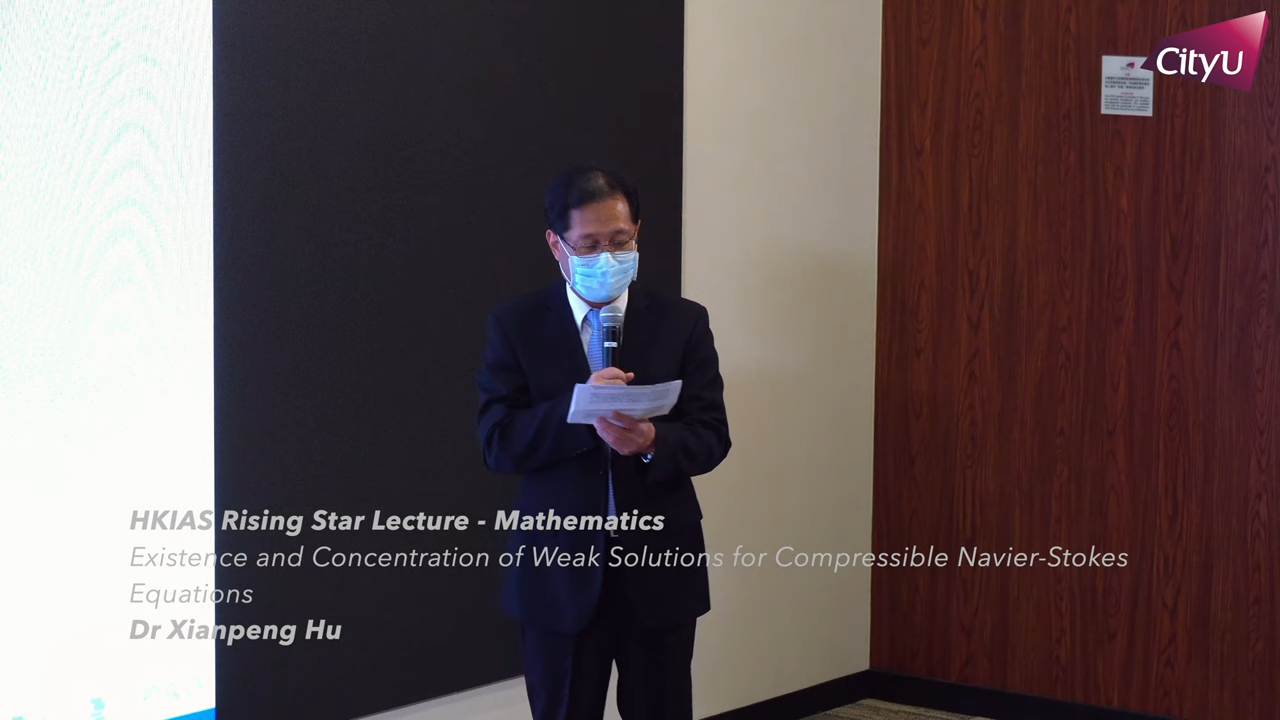 CityU
HKIAS Rising Star Lecture - Mathematics
Existence and Concentration of Weak Solutions for Compressible Navier-Stokes
Equations
Dr Xianpeng Hu